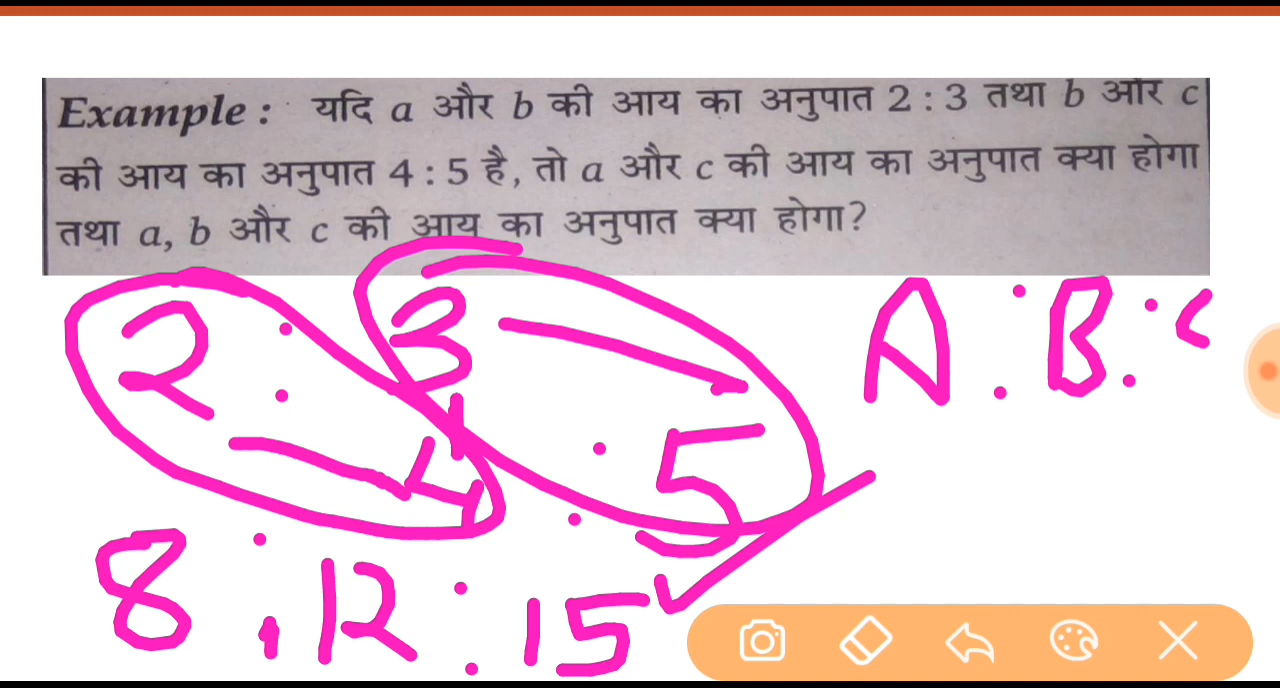 Example : यदि a और b की आय का अनुपात 2 : 3 तथा b और c
की आय का अनुपात 4 : 5 है, तो a और c की आय का अनुपात क्या होगा
तथा a, b और c की आय का अनुपात क्या होगा?
2 : 3
4 : 5
A : B : C
8 : 12 : 15